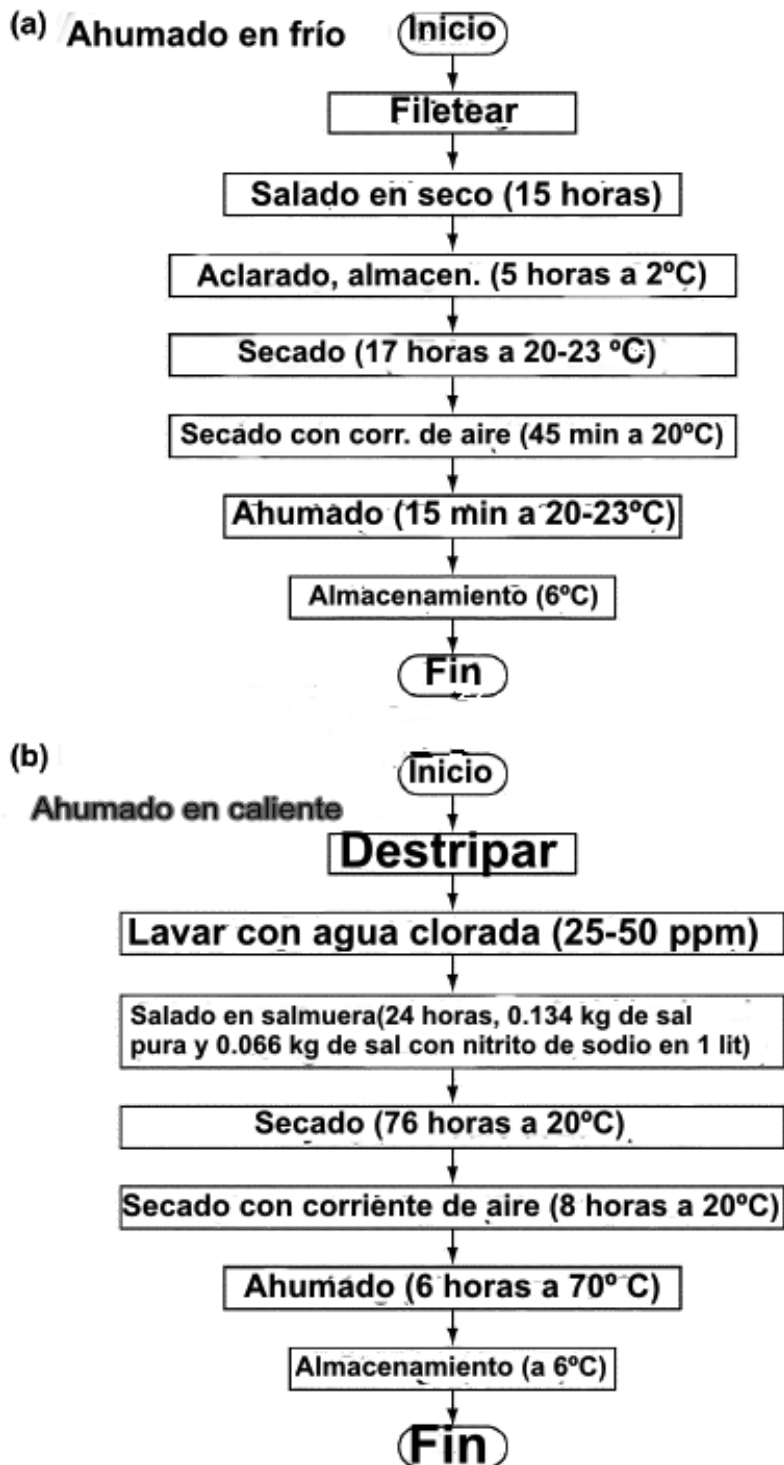 (a) Ahumado en frío
Inicio
Filetear
Salado en seco (15 horas)
Aclarado, almacen. (5 horas a 2ºC)
Secado (17 horas a 20-23 ºC)
Secado con corr. de aire (45 min a 20ºC)
Ahumado (15 min a 20-23ºC)
Almacenamiento (6ºC)
Fin
(b)
Inicio
Ahumado en caliente
Destripar
Lavar con agua clorada (25-50 ppm)
Salado en salmuera(24 horas, 0.134 kg de sal
pura y 0.066 kg de sal con nitrito de sodio en 1 lit)
Secado (76 horas a 20ºC)
Secado con corriente de aire (8 horas a 20ºC)
Ahumado (6 horas a 70º C)
Almacenamiento (a 6ºC)
Fin